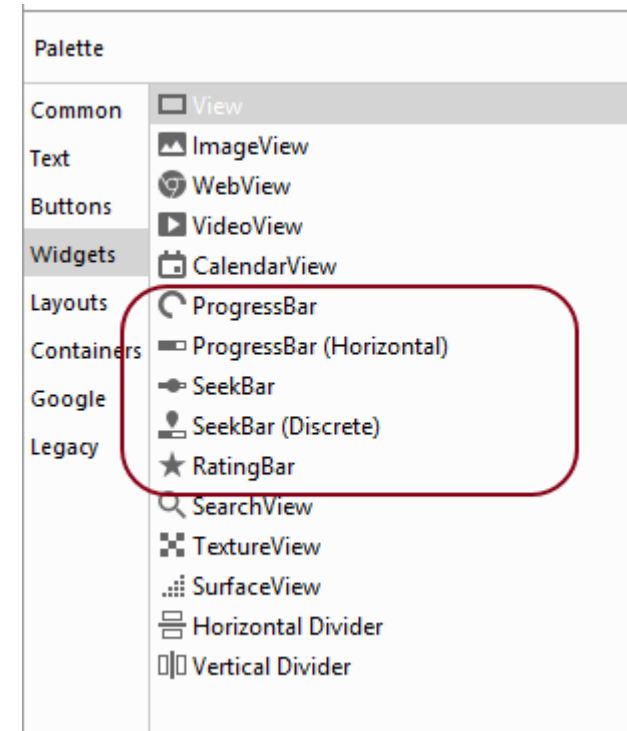 Palette
Common
Text
Buttons
Widgets
Layouts
Containers
Google
Legacy
View
ImageView
WebView
VideoView
CalendarView
ProgressBar
ProgressBar (Horizontal)
SeekBar
SeekBar (Discrete)
RatingBar
SearchView
TextureView
SurfaceView
Horizontal Divider
Vertical Divider